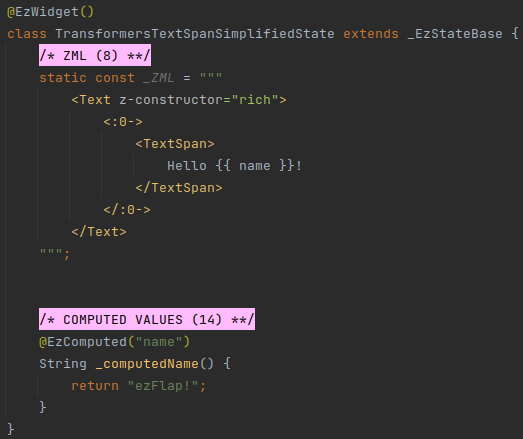 @EzWidget()
class TransformersTextSpanSimplifiedState extends _EzStateBase {
/* ZML (8) **/
static const _ZML = """
<Text z-constructor="rich">
<:0->
<TextSpan>
Hello {{ name }}!
</TextSpan>
</:0->
</Text>
""";
/* COMPUTED VALUES (14) **/
@EzComputed("name")
String _computedName() {
return "ezFlap!";
}
}